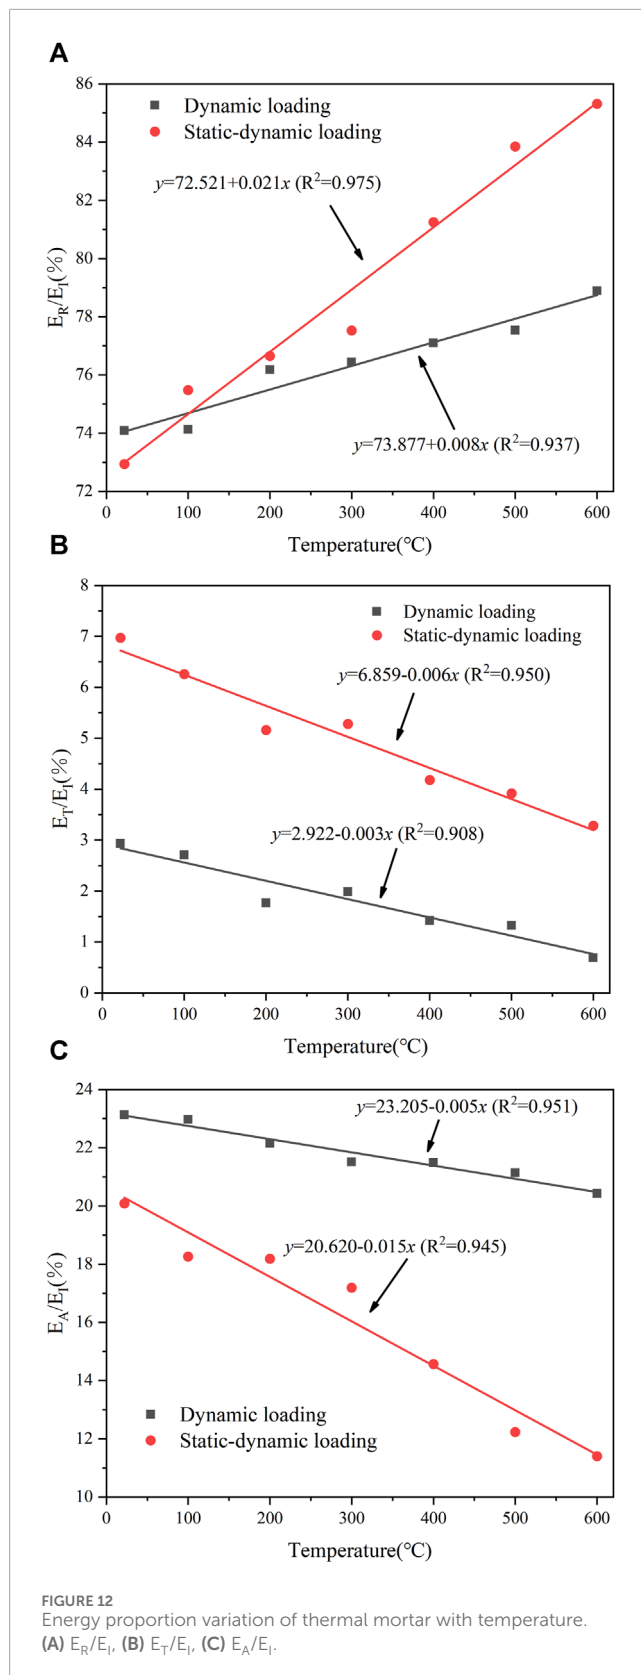 A
86
84
82
80
78
76
74
72
E_R/E_I(%)
Dynamic loading
Static-dynamic loading
y=72.521+0.021x (R²=0.975)
y=73.877+0.008x (R²=0.937)
100 200 300 400 500 600
Temperature(℃)
B
8
7
6
5
4
3
2
1
0
E_T/E_I(%)
Dynamic loading
Static-dynamic loading
y=6.859-0.006x (R²=0.950)
y=2.922-0.003x (R²=0.908)
100 200 300 400 500 600
Temperature(℃)
C
24
22
20
18
16
14
12
10
E_A/E_I(%)
y=23.205-0.005x (R²=0.951)
y=20.620-0.015x (R²=0.945)
Dynamic loading
Static-dynamic loading
100 200 300 400 500 600
Temperature(℃)
FIGURE 12
Energy proportion variation of thermal mortar with temperature.
(A) E_R/E_I, (B) E_T/E_I, (C) E_A/E_I.